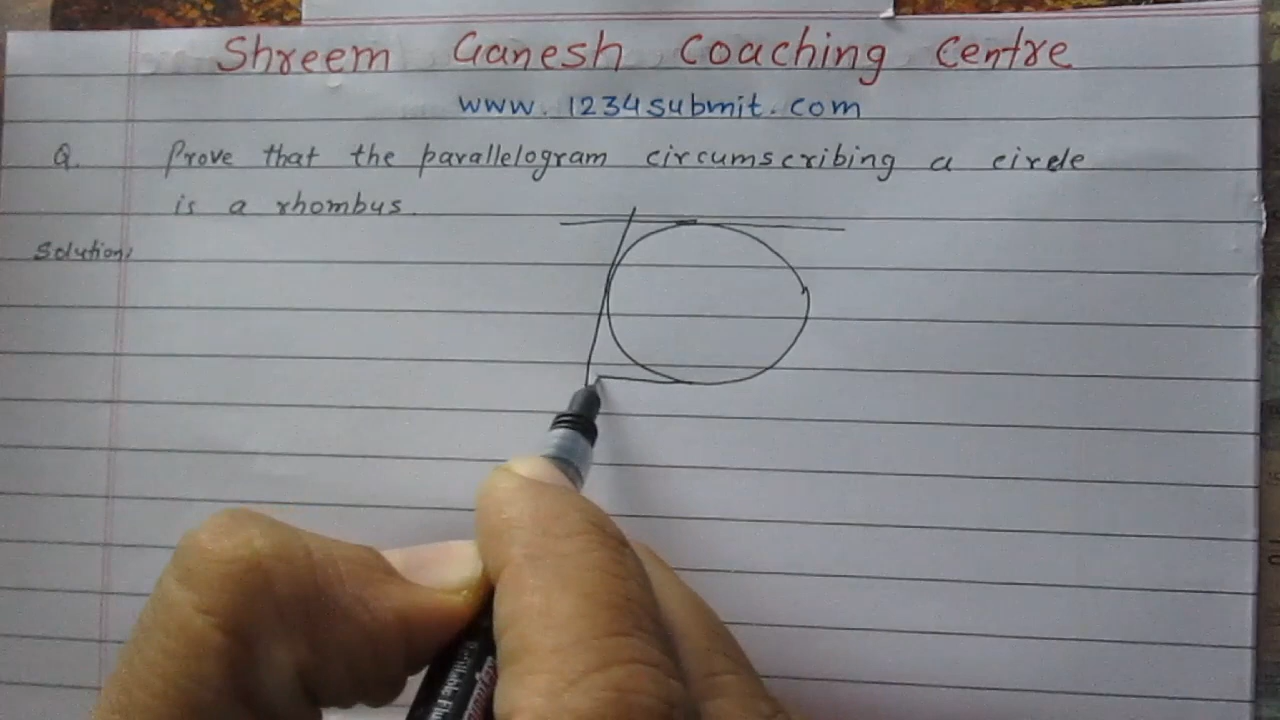 Shreem Ganesh Coaching Centre
www.1234submit.com
Q. Prove that the parallelogram circumscribing a circle
is a rhombus.
Solution: